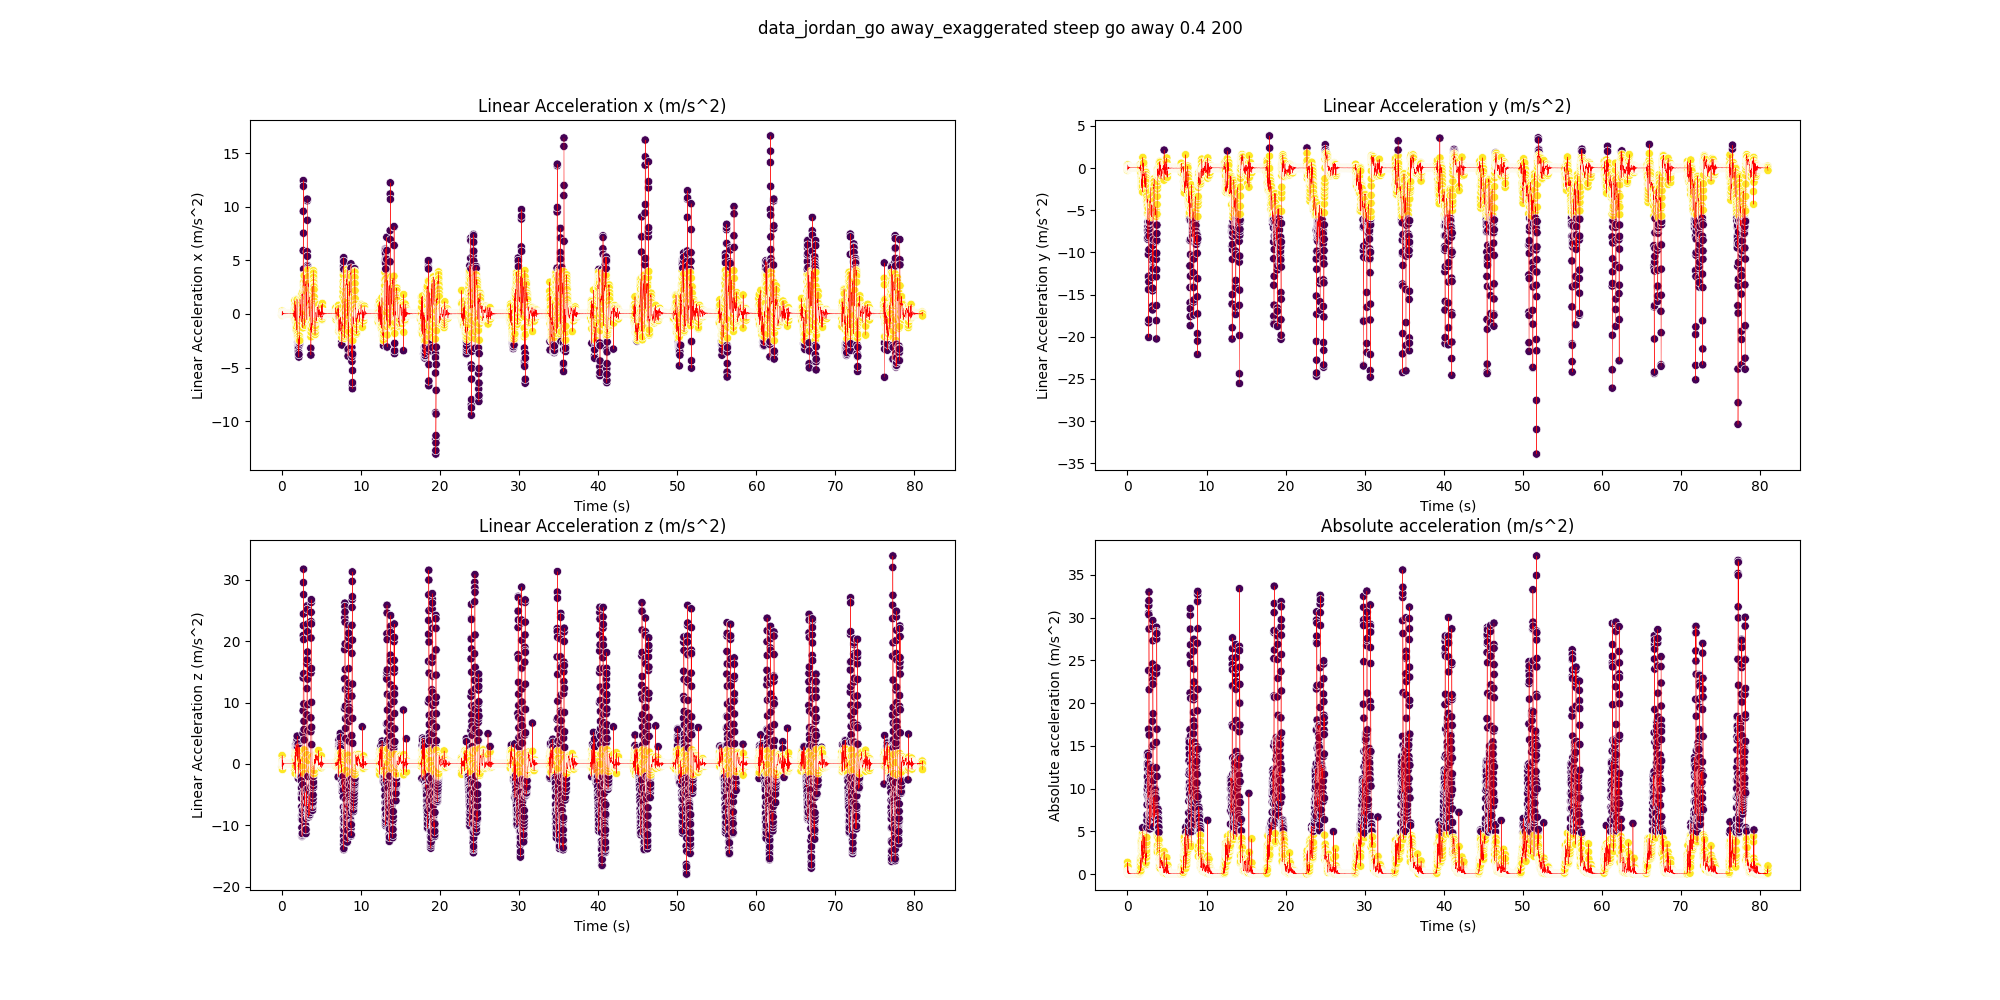 data_jordan_go away_exaggerated steep go away 0.4 200
Linear Acceleration x (m/s^2)
Linear Acceleration x (m/s^2)
15
10
5
0
−5
−10
0 10 20 30 40 50 60 70 80
Time (s)
Linear Acceleration y (m/s^2)
Linear Acceleration y (m/s^2)
5
0
−5
−10
−15
−20
−25
−30
−35
0 10 20 30 40 50 60 70 80
Time (s)
Linear Acceleration z (m/s^2)
Linear Acceleration z (m/s^2)
30
20
10
0
−10
−20
0 10 20 30 40 50 60 70 80
Time (s)
Absolute acceleration (m/s^2)
Absolute acceleration (m/s^2)
35
30
25
20
15
10
5
0
0 10 20 30 40 50 60 70 80
Time (s)